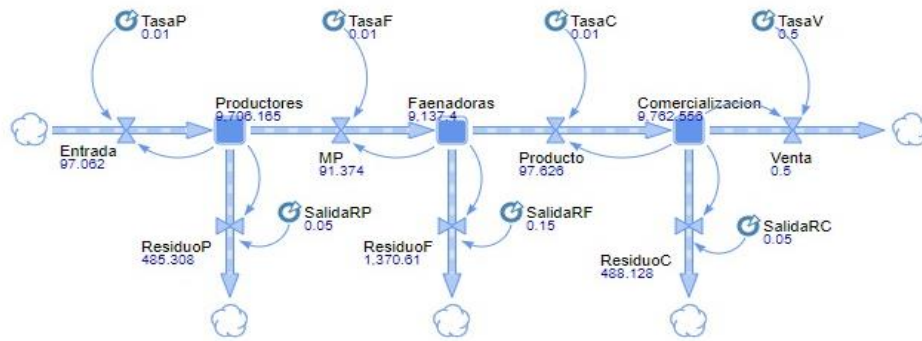 TasaP
0.01
TasaF
0.01
TasaC
0.01
TasaV
0.5
Productores
9,706.165
Faenadoras
9,137.4
Comercializacion
9,762.556
Entrada
97.062
MP
91.374
Producto
97.626
Venta
0.5
SalidaRP
0.05
SalidaRF
0.15
SalidaRC
0.05
ResiduoP
485.308
ResiduoF
1,370.61
ResiduoC
488.128